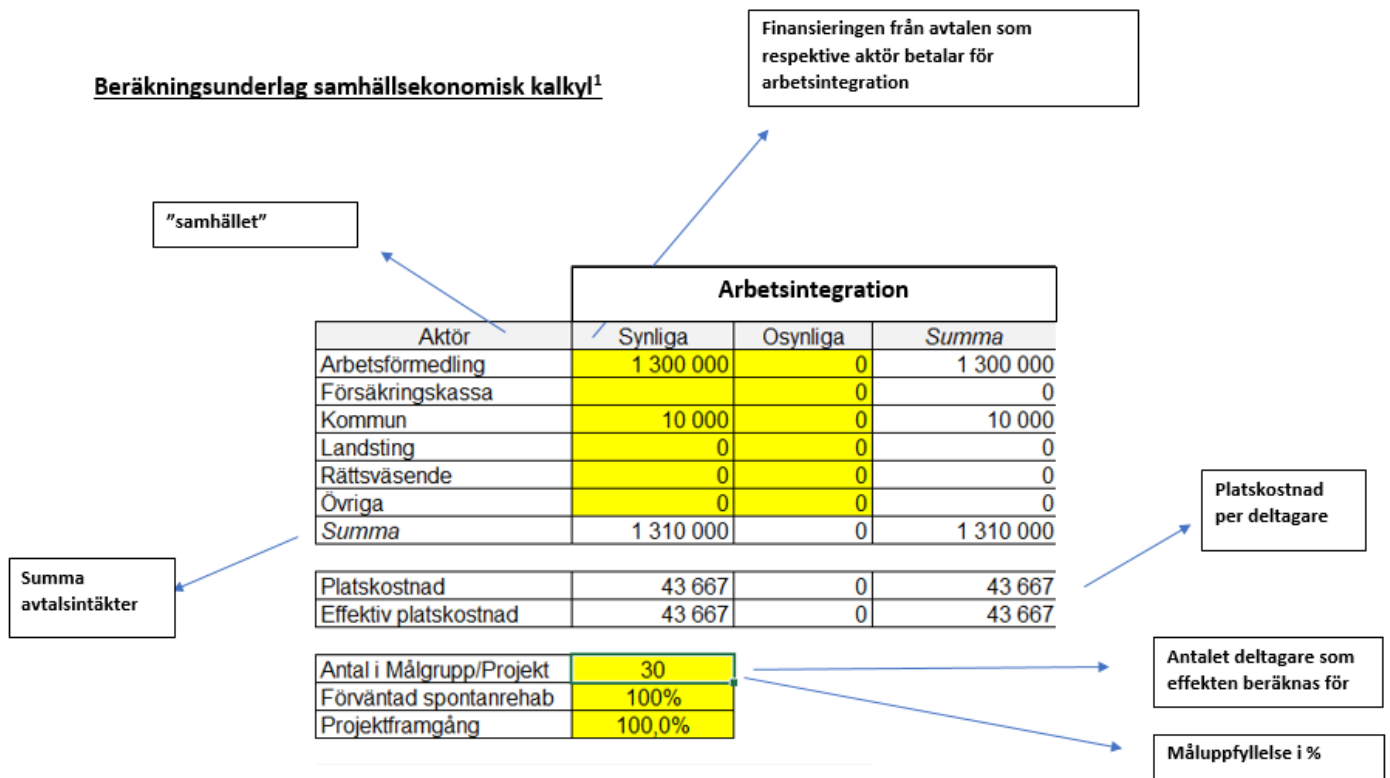 Finansieringen från avtalen som
respektive aktör betalar för
arbetsintegration
Beräkningsunderlag samhällsekonomisk kalkyl¹
”samhället”
Arbetsintegration
Aktör Synliga Osynliga Summa
Arbetsförmedling 1 300 000 0 1 300 000
Försäkringskassa 0 0
Kommun 10 000 0 10 000
Landsting 0 0 0
Rättsväsende 0 0 0
Övriga 0 0 0
Summa 1 310 000 0 1 310 000
Platskostnad
per deltagare
Summa
avtalsintäkter
Platskostnad 43 667 0 43 667
Effektiv platskostnad 43 667 0 43 667
Antal i Målgrupp/Projekt 30
Förväntad spontanrehab 100%
Projektframgång 100,0%
Antalet deltagare som
effekten beräknas för
Måluppfyllelse i %